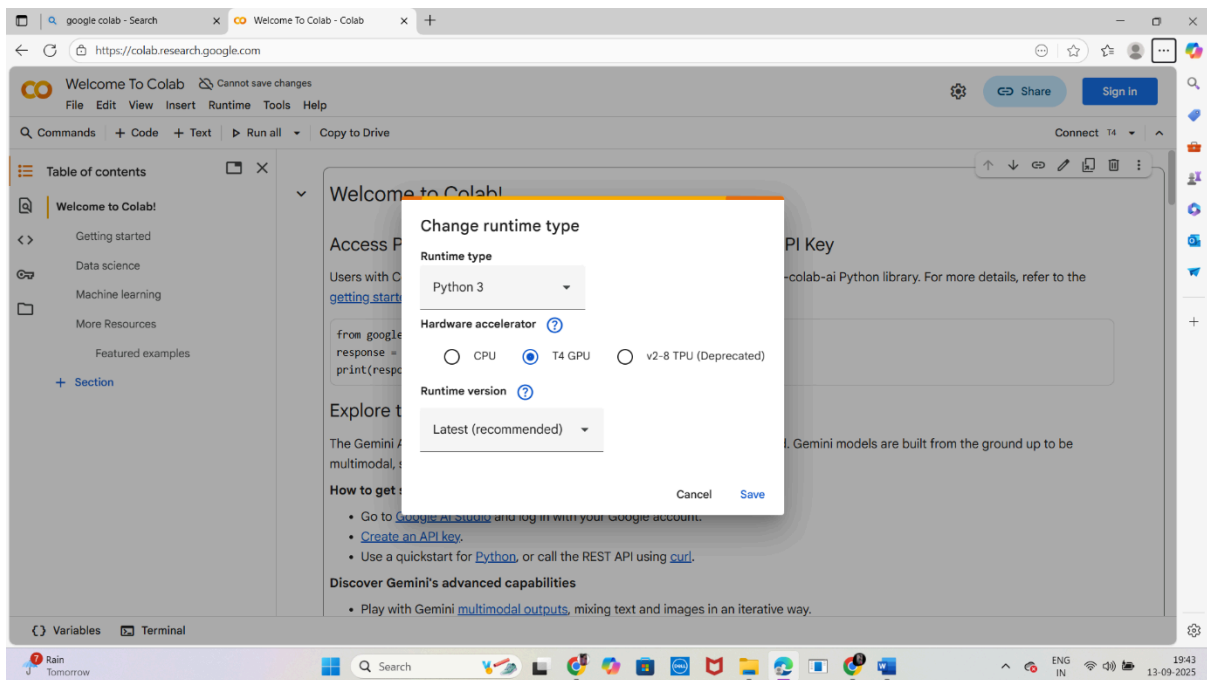 google colab - Search
Welcome To Colab - Colab
https://colab.research.google.com
Welcome To Colab Cannot save changes
File Edit View Insert Runtime Tools Help
Share
Sign in
Commands + Code + Text Run all Copy to Drive
Connect T4
Table of contents
Welcome to Colab!
Getting started
Data science
Machine learning
More Resources
Featured examples
+ Section
Welcome to Colab!
Access P
PI Key
Users with C
-colab-ai Python library. For more details, refer to the
getting starte
from google
response =
print(respo
Explore t
The Gemini A
d. Gemini models are built from the ground up to be
multimodal, s
How to get s
• Go to Google AI Studio and log in with your Google account.
• Create an API key.
• Use a quickstart for Python, or call the REST API using curl.
Discover Gemini's advanced capabilities
• Play with Gemini multimodal outputs, mixing text and images in an iterative way.
Change runtime type
Runtime type
Python 3
Hardware accelerator ?
CPU T4 GPU v2-8 TPU (Deprecated)
Runtime version ?
Latest (recommended)
Cancel Save
Variables Terminal
7
Rain
Tomorrow
Search
DELL
ENG
IN
19:43
13-09-2025